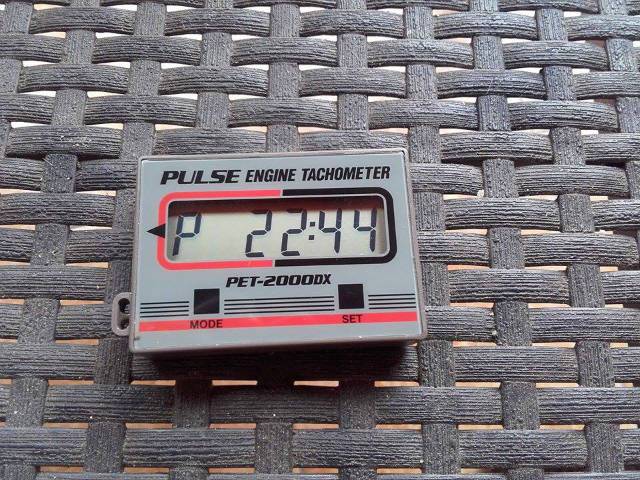 PULSE ENGINE TACHOMETER
P 22:44
PET-2000DX
MODE SET